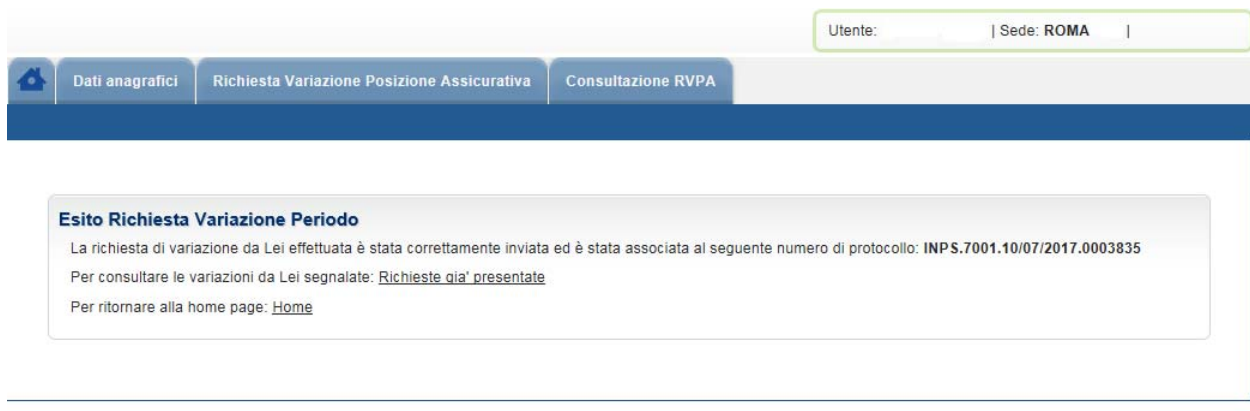 Utente: | Sede: ROMA |
Dati anagrafici Richiesta Variazione Posizione Assicurativa Consultazione RVPA
Esito Richiesta Variazione Periodo
La richiesta di variazione da Lei effettuata è stata correttamente inviata ed è stata associata al seguente numero di protocollo: INPS.7001.10/07/2017.0003835
Per consultare le variazioni da Lei segnalate: Richieste gia' presentate
Per ritornare alla home page: Home